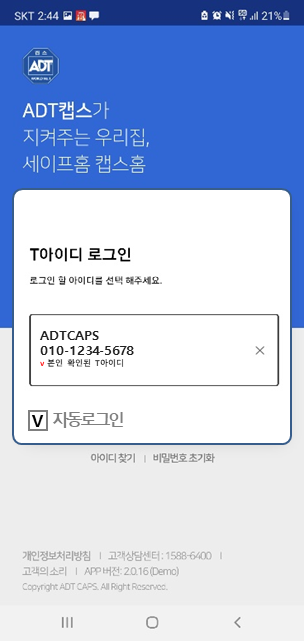 SKT 2:44 21%
캡스
ADT
ADT캡스가
지켜주는 우리집,
세이프홈 캡스홈
T아이디 로그인
로그인 할 아이디를 선택 해주세요.
ADTCAPS
010-1234-5678
v 본인 확인된 T아이디
V 자동로그인
아이디 찾기 | 비밀번호 초기화
개인정보처리방침 | 고객상담센터 : 1588-6400 |
고객의 소리 | APP 버전: 2.0.16 (Demo)
Copyright ADT CAPS. All Right Reserved.